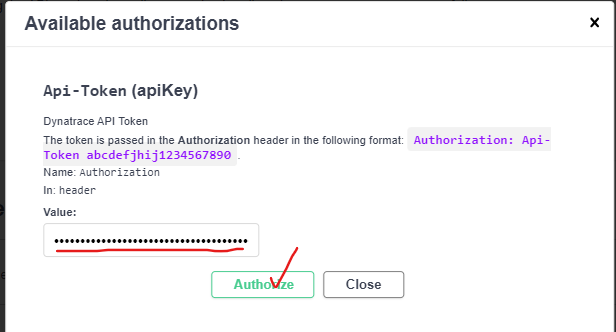 Available authorizations
×
Api-Token (apiKey)
Dynatrace API Token
The token is passed in the Authorization header in the following format: Authorization: Api-
Token abcdefjhij1234567890 .
Name: Authorization
In: header
Value:
••••••••••••••••••••••••••••••••••••••
Authorize Close